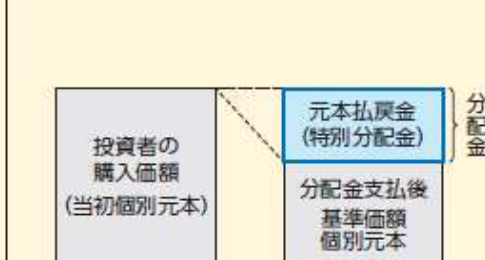 投資者の
購入価額
(当初個別元本)
元本払戻金
(特別分配金)
分配金
分配金支払後
基準価額
個別元本